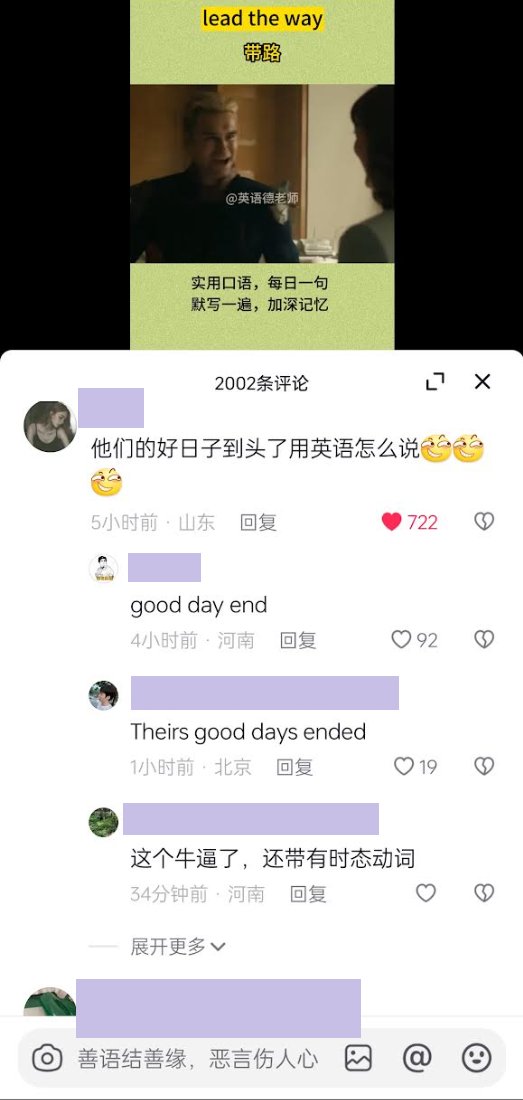 lead the way
带路
@英语德老师
实用口语，每日一句
默写一遍，加深记忆
2002条评论
他们的好日子到头了用英语怎么说
5小时前 · 山东 回复 722
good day end
4小时前 · 河南 回复 92
Theirs good days ended
1小时前 · 北京 回复 19
这个牛逼了，还带有时态动词
34分钟前 · 河南 回复
展开更多
善语结善缘，恶言伤人心